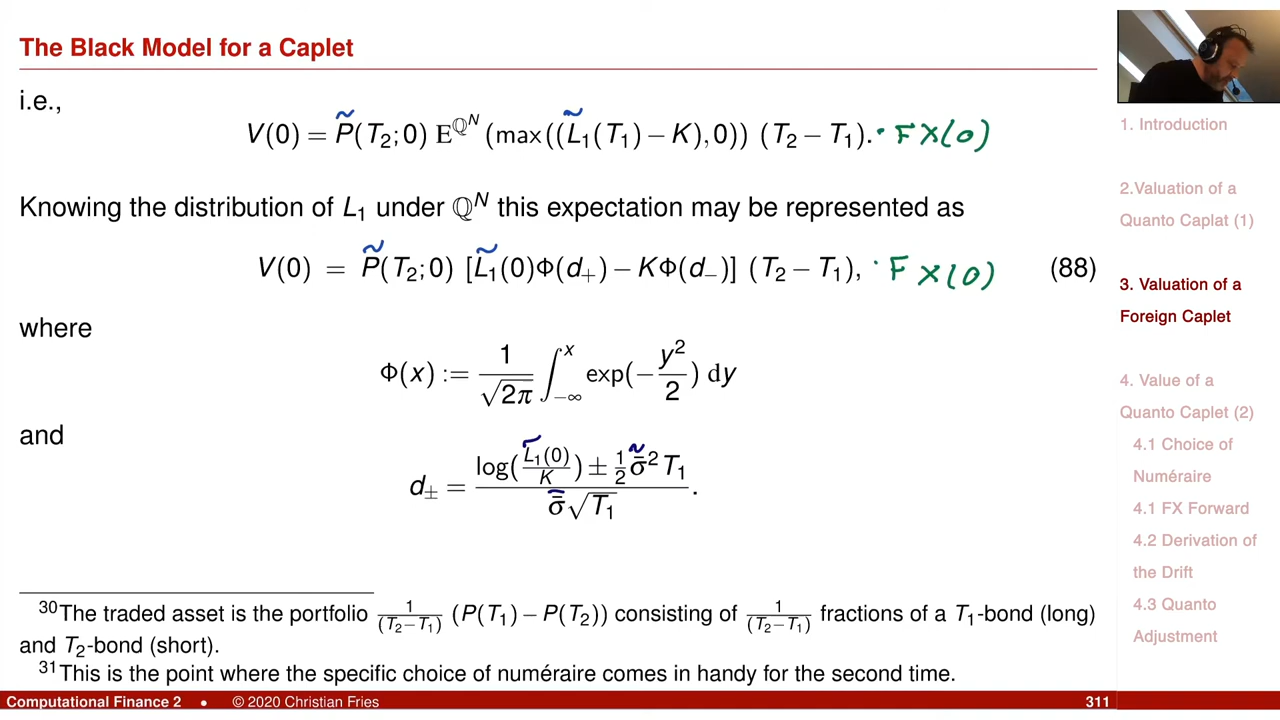 The Black Model for a Caplet
i.e.,
V(0) = P̃(T₂;0) E^{ℚ^N} (max((L̃₁(T₁) − K), 0)) (T₂ − T₁). · FX(0)
Knowing the distribution of L₁ under ℚ^N this expectation may be represented as
V(0) = P̃(T₂;0) [L̃₁(0)Φ(d₊) − KΦ(d₋)] (T₂ − T₁), · FX(0) (88)
where
Φ(x) := 1/√(2π) ∫_{−∞}^{x} exp(−y²/2) dy
and
d± = (log(L̃₁(0)/K) ± ½ σ̄̃² T₁) / (σ̄̃ √T₁).
³⁰The traded asset is the portfolio 1/(T₂−T₁) (P(T₁) − P(T₂)) consisting of 1/(T₂−T₁) fractions of a T₁-bond (long)
and T₂-bond (short).
³¹This is the point where the specific choice of numéraire comes in handy for the second time.
Computational Finance 2 • © 2020 Christian Fries 311
1. Introduction
2.Valuation of a
Quanto Caplat (1)
3. Valuation of a
Foreign Caplet
4. Value of a
Quanto Caplet (2)
4.1 Choice of
Numéraire
4.1 FX Forward
4.2 Derivation of
the Drift
4.3 Quanto
Adjustment